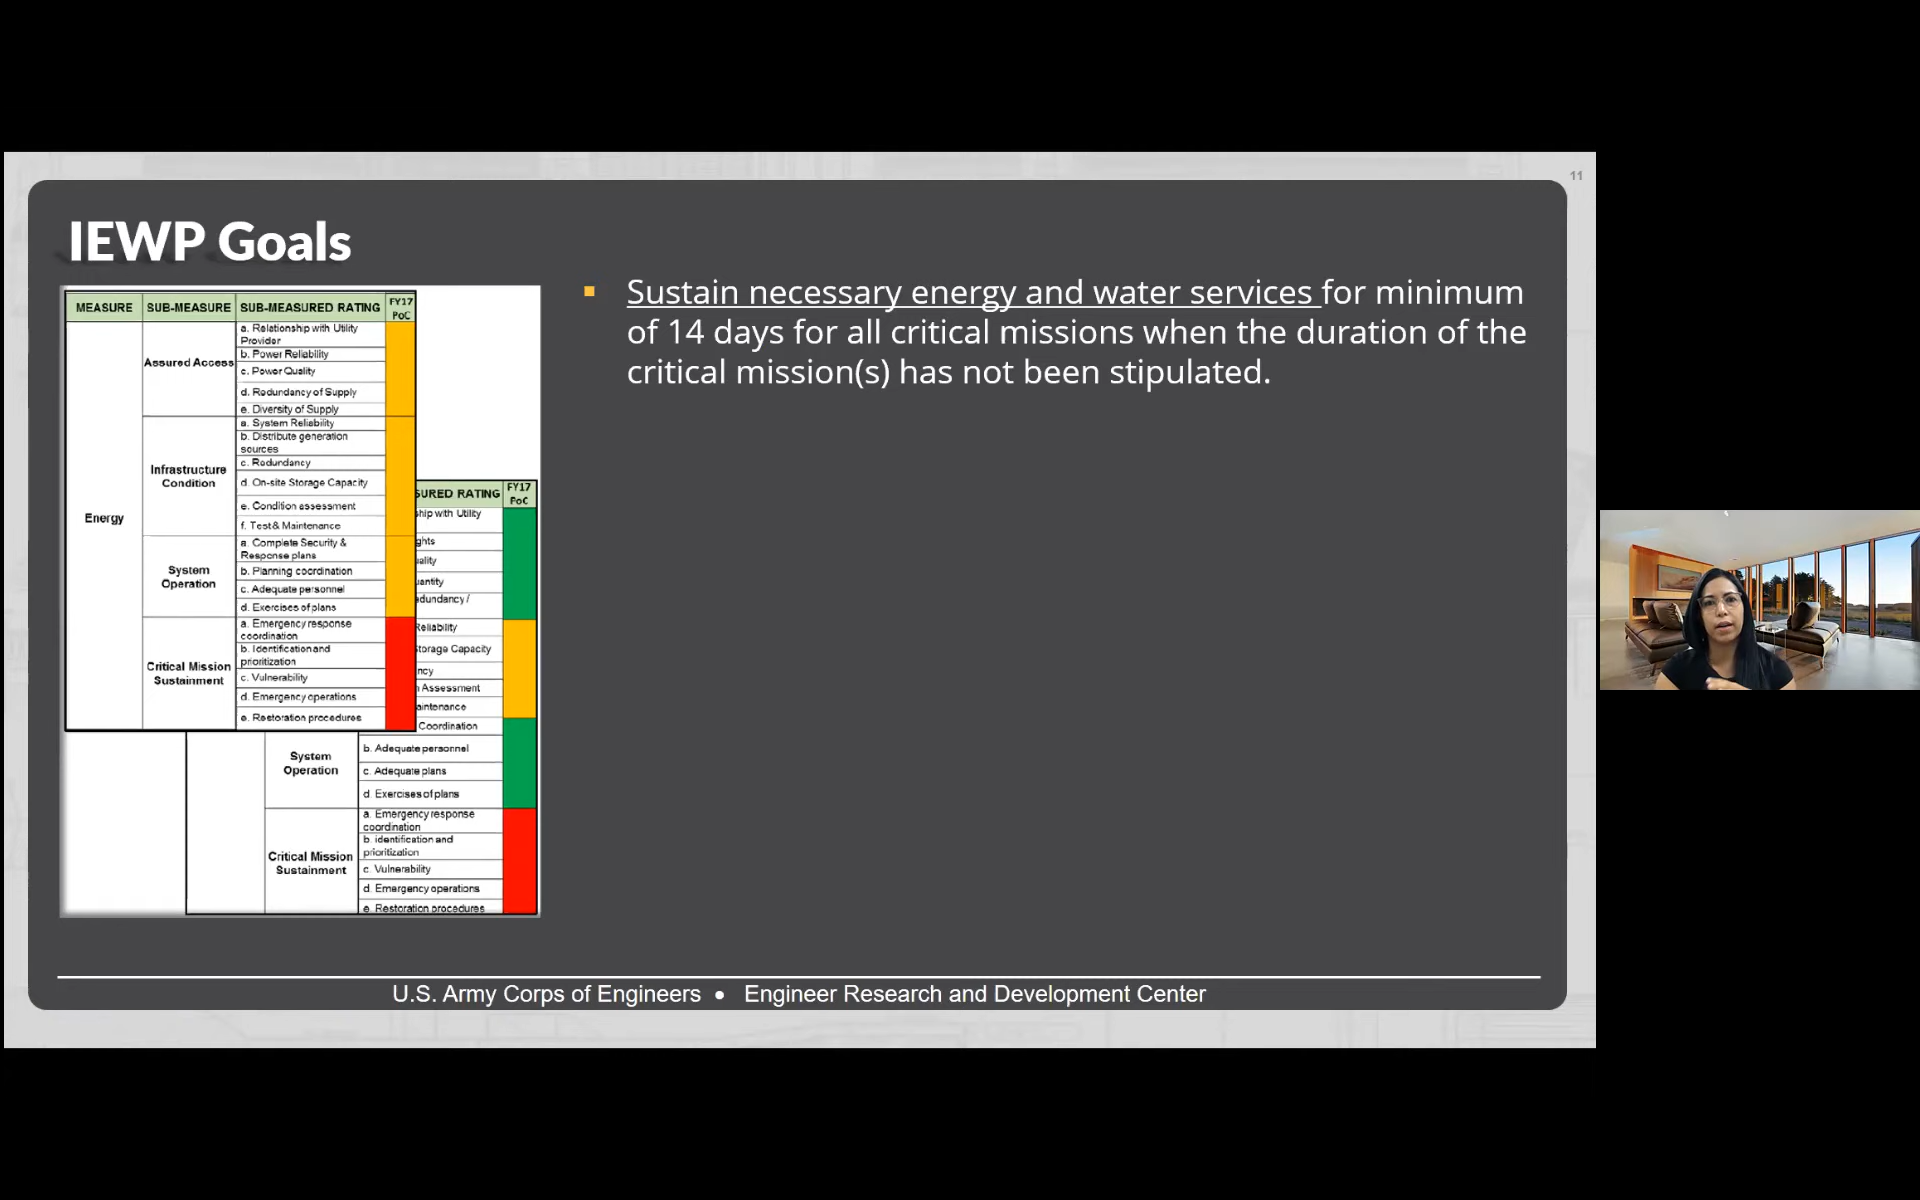 11
IEWP Goals
MEASURE SUB-MEASURE SUB-MEASURED RATING FY17 PoC
Energy
Assured Access
a. Relationship with Utility
Provider
b. Power Reliability
c. Power Quality
d. Redundancy of Supply
e. Diversity of Supply
Infrastructure
Condition
a. System Reliability
b. Distribute generation
sources
c. Redundancy
d. On-site Storage Capacity
e. Condition assessment
f. Test & Maintenance
System
Operation
a. Complete Security &
Response plans
b. Planning coordination
c. Adequate personnel
d. Exercises of plans
Critical Mission
Sustainment
a. Emergency response
coordination
b. Identification and
prioritization
c. Vulnerability
d. Emergency operations
e. Restoration procedures
SURED RATING FY17 PoC
ship with Utility
ghts
ality
uantity
edundancy /
Reliability
Storage Capacity
ncy
Assessment
aintenance
Coordination
System
Operation
b. Adequate personnel
c. Adequate plans
d. Exercises of plans
Critical Mission
Sustainment
a. Emergency response
coordination
b. identification and
prioritization
c. Vulnerability
d. Emergency operations
e. Restoration procedures
Sustain necessary energy and water services for minimum
of 14 days for all critical missions when the duration of the
critical mission(s) has not been stipulated.
U.S. Army Corps of Engineers • Engineer Research and Development Center